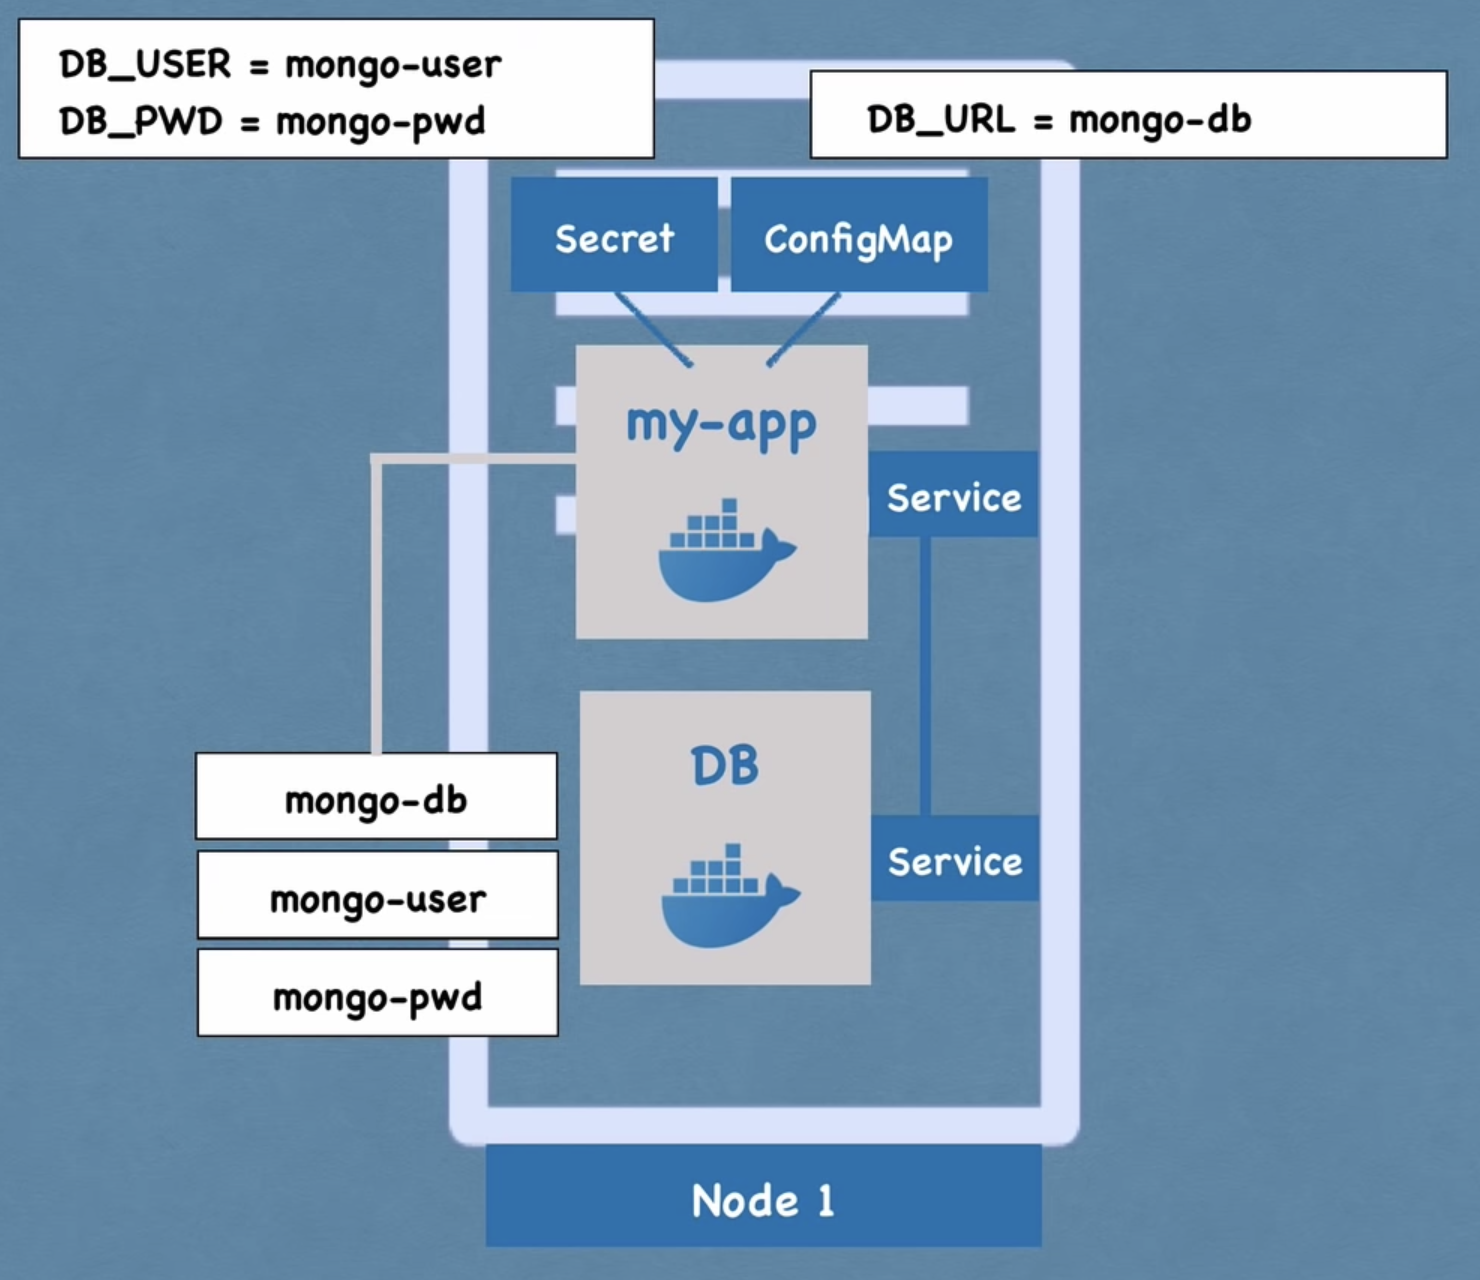 DB_USER = mongo-user
DB_PWD = mongo-pwd
DB_URL = mongo-db
Secret
ConfigMap
my-app
Service
DB
Service
mongo-db
mongo-user
mongo-pwd
Node 1